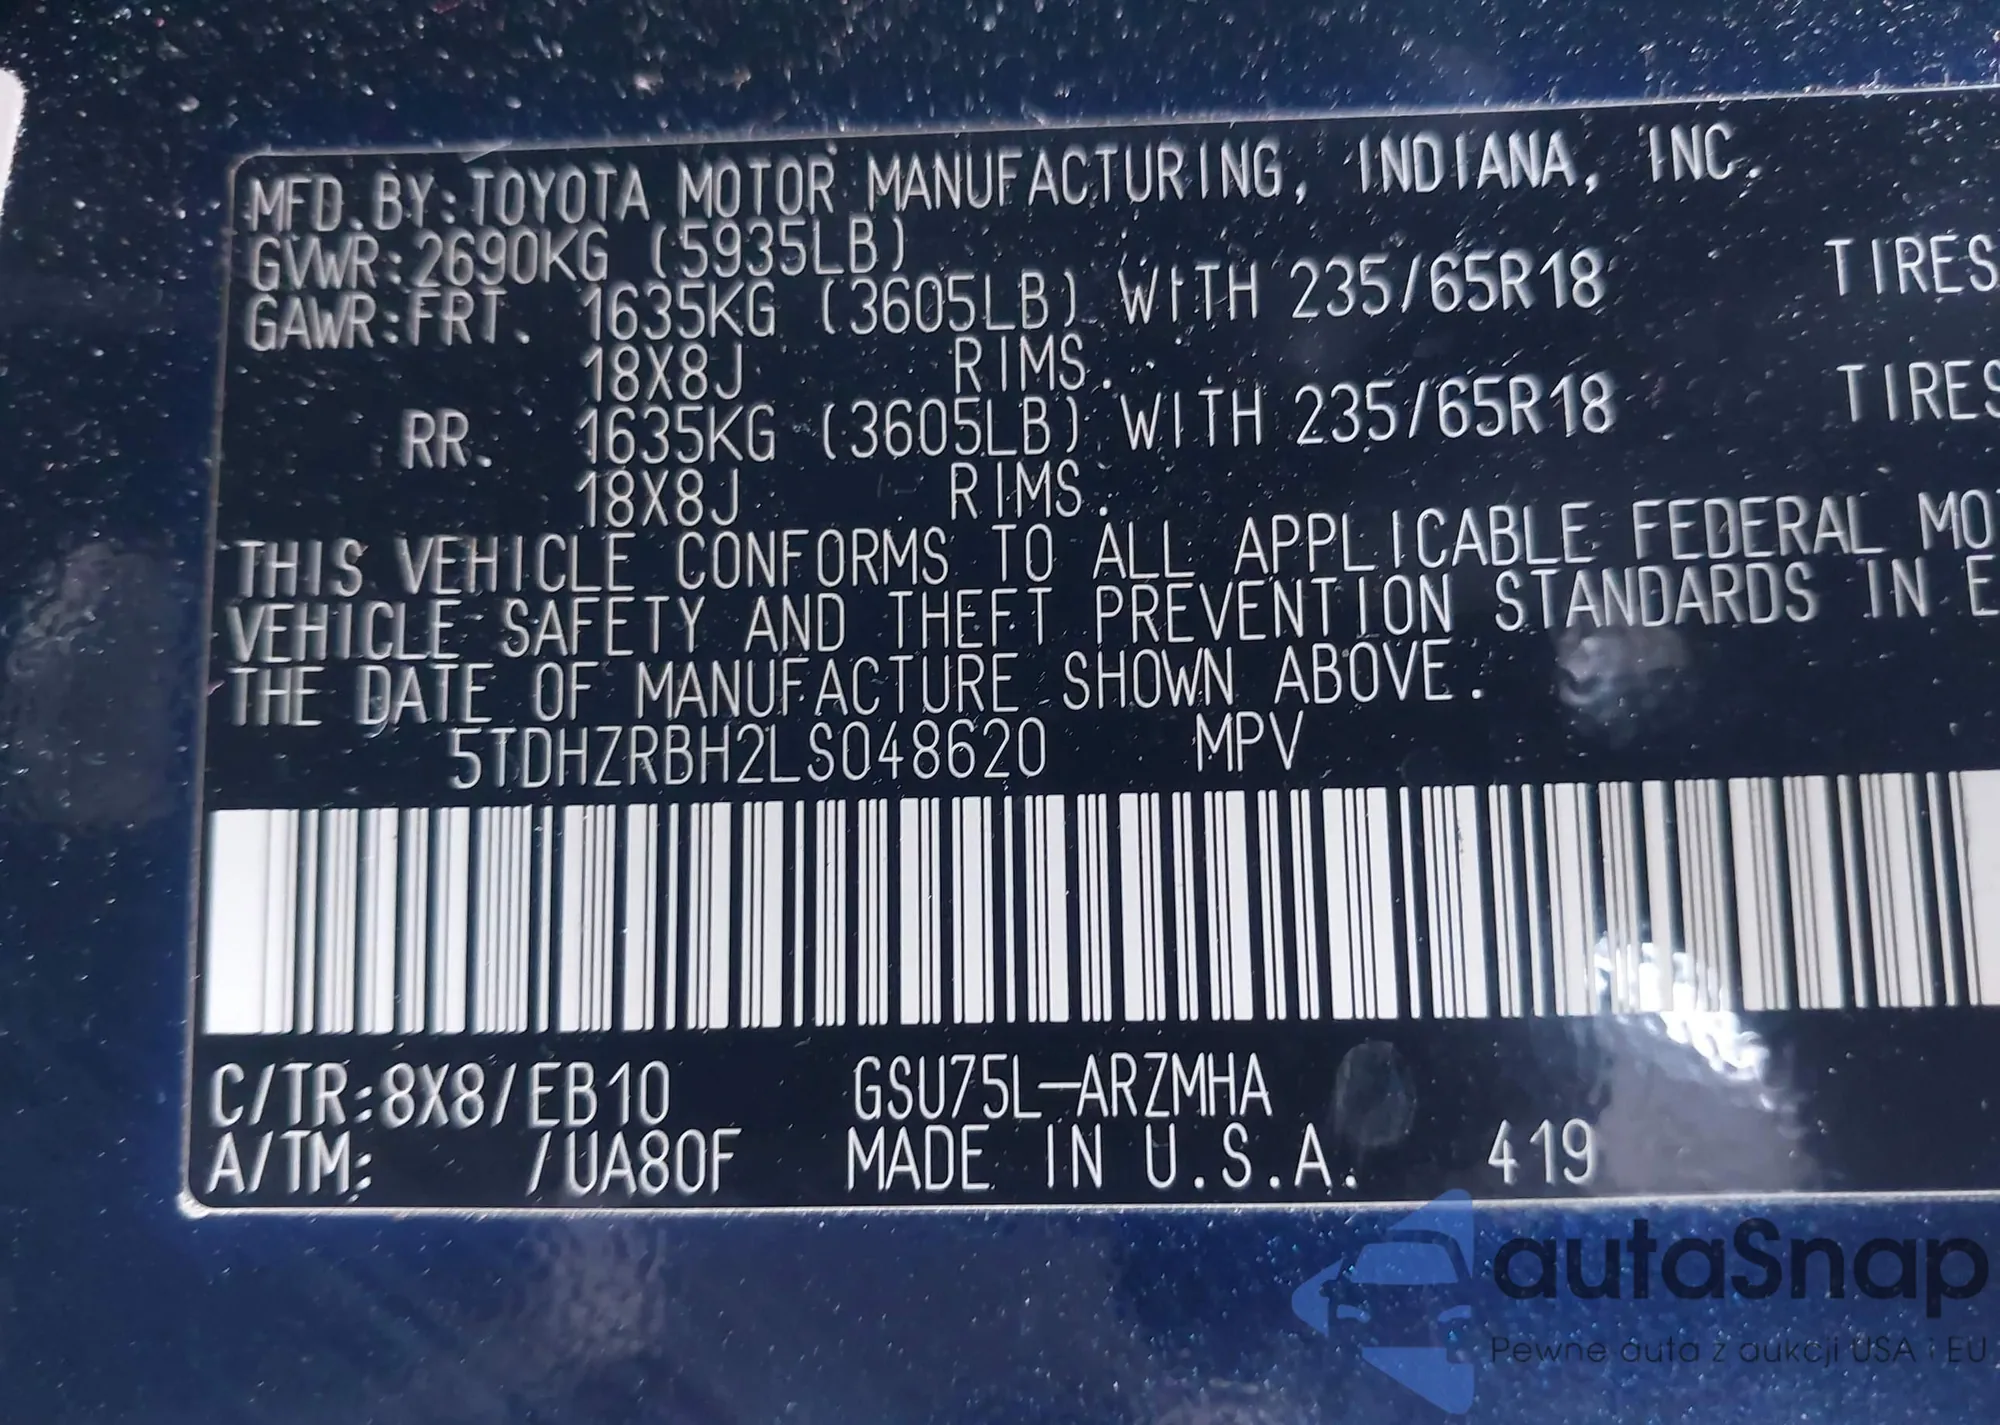 MFD.BY:TOYOTA MOTOR MANUFACTURING, INDIANA, INC.
GVWR:2690KG (5935LB)
GAWR:FRT. 1635KG (3605LB) WITH 235/65R18 TIRES
18X8J RIMS.
RR. 1635KG (3605LB) WITH 235/65R18 TIRES
18X8J RIMS.
THIS VEHICLE CONFORMS TO ALL APPLICABLE FEDERAL MO
VEHICLE SAFETY AND THEFT PREVENTION STANDARDS IN E
THE DATE OF MANUFACTURE SHOWN ABOVE.
5TDHZRBH2LS048620 MPV
C/TR:8X8/EB10 GSU75L-ARZMHA
A/TM: /UA80F MADE IN U.S.A. 419
autaSnap
Pewne auta z aukcji USA i EU